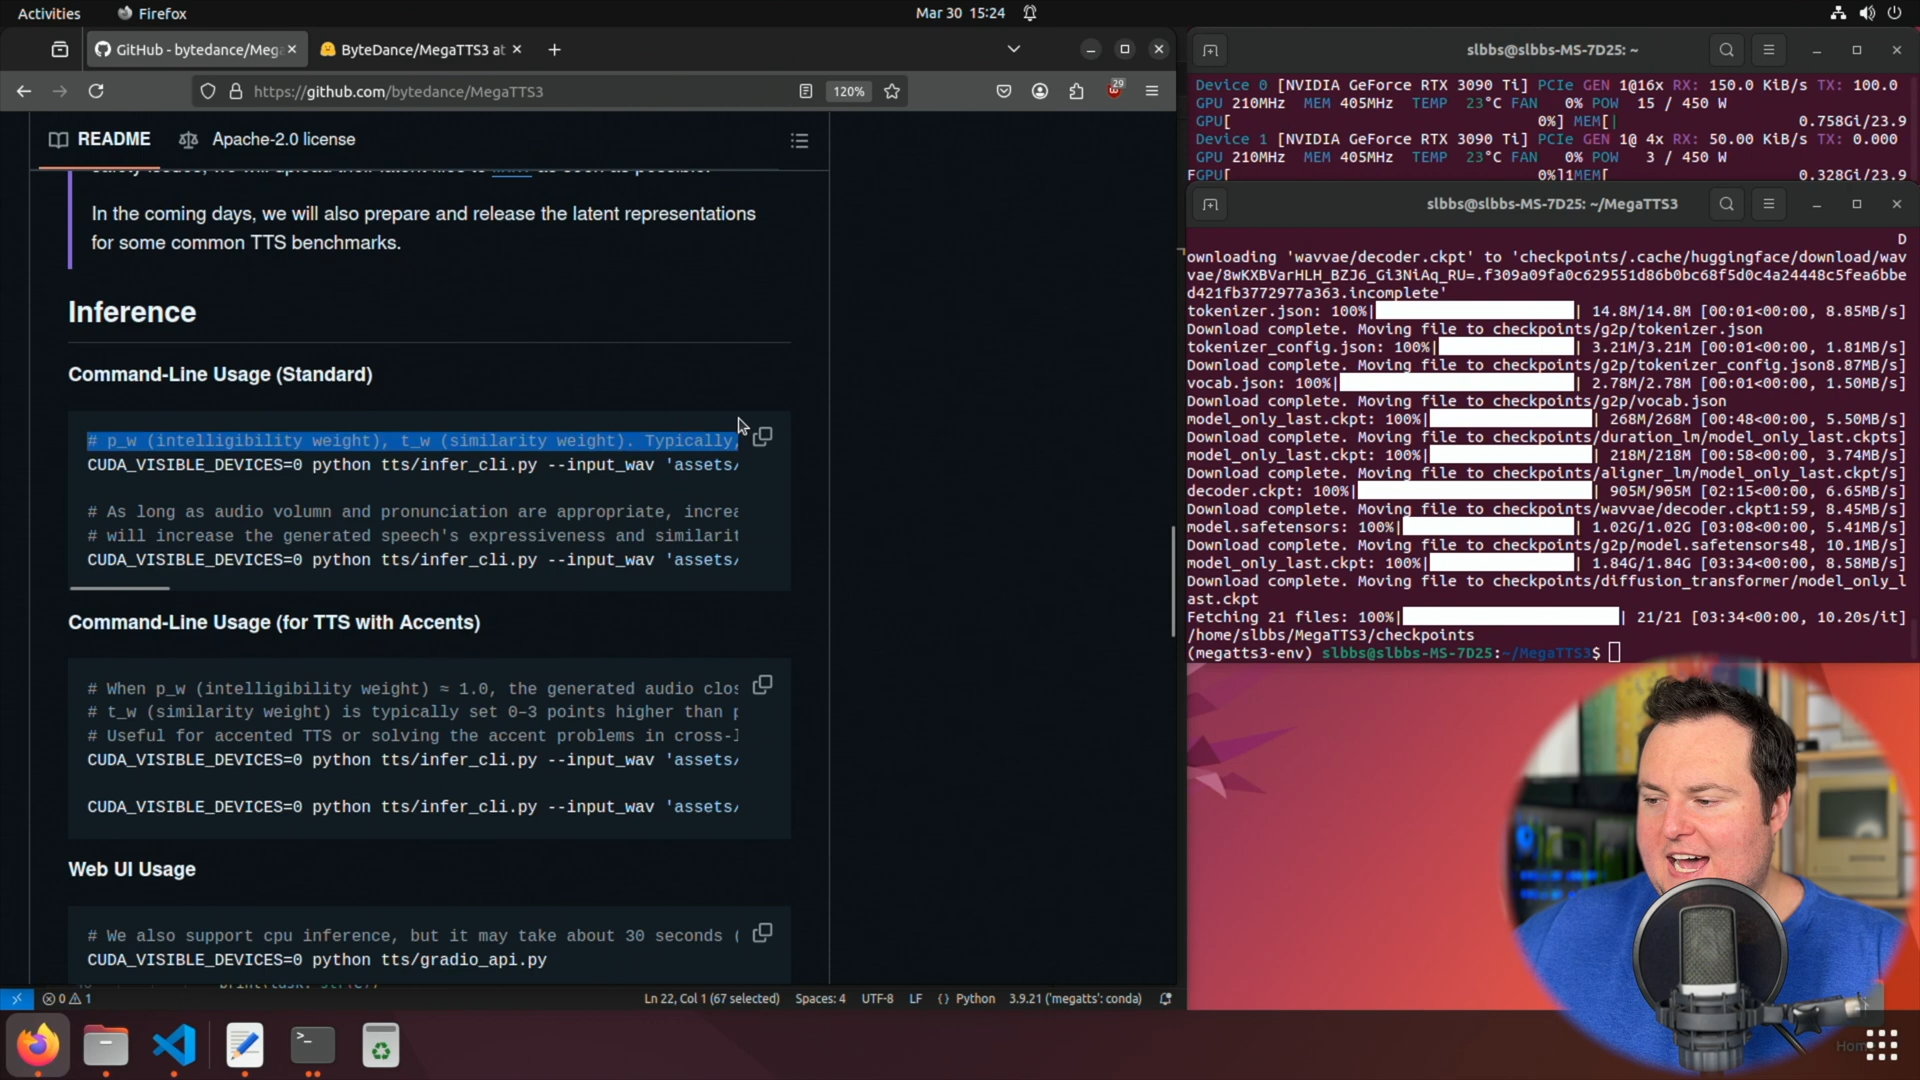 Activities
Firefox
Mar 30 15:24
GitHub - bytedance/Mega
ByteDance/MegaTTS3 at
https://github.com/bytedance/MegaTTS3
120%
29
README
Apache-2.0 license
In the coming days, we will also prepare and release the latent representations
for some common TTS benchmarks.
Inference
Command-Line Usage (Standard)
# p_w (intelligibility weight), t_w (similarity weight). Typically,
CUDA_VISIBLE_DEVICES=0 python tts/infer_cli.py --input_wav 'assets/
# As long as audio volumn and pronunciation are appropriate, increa
# will increase the generated speech's expressiveness and similarit
CUDA_VISIBLE_DEVICES=0 python tts/infer_cli.py --input_wav 'assets/
Command-Line Usage (for TTS with Accents)
# When p_w (intelligibility weight) ≈ 1.0, the generated audio clos
# t_w (similarity weight) is typically set 0–3 points higher than p
# Useful for accented TTS or solving the accent problems in cross-l
CUDA_VISIBLE_DEVICES=0 python tts/infer_cli.py --input_wav 'assets/
CUDA_VISIBLE_DEVICES=0 python tts/infer_cli.py --input_wav 'assets/
Web UI Usage
# We also support cpu inference, but it may take about 30 seconds (
CUDA_VISIBLE_DEVICES=0 python tts/gradio_api.py
0 1
Ln 22, Col 1 (67 selected)
Spaces: 4
UTF-8
LF
{} Python
3.9.21 ('megatts': conda)
slbbs@slbbs-MS-7D25: ~
Device 0 [NVIDIA GeForce RTX 3090 Ti] PCIe GEN 1@16x RX: 150.0 KiB/s TX: 100.0
GPU 210MHz MEM 405MHz TEMP 23°C FAN 0% POW 15 / 450 W
GPU[ 0%] MEM[| 0.758Gi/23.9
Device 1 [NVIDIA GeForce RTX 3090 Ti] PCIe GEN 1@ 4x RX: 50.00 KiB/s TX: 0.000
GPU 210MHz MEM 405MHz TEMP 23°C FAN 0% POW 3 / 450 W
FGPU[ 0%]1MEM[ 0.328Gi/23.9
slbbs@slbbs-MS-7D25: ~/MegaTTS3
D
ownloading 'wavvae/decoder.ckpt' to 'checkpoints/.cache/huggingface/download/wav
vae/8wKXBVarHLH_BZJ6_Gi3NiAq_RU=.f309a09fa0c629551d86b0bc68f5d0c4a24448c5fea6bbe
d421fb3772977a363.incomplete'
tokenizer.json: 100%| | 14.8M/14.8M [00:01<00:00, 8.85MB/s]
Download complete. Moving file to checkpoints/g2p/tokenizer.json
tokenizer_config.json: 100%| | 3.21M/3.21M [00:01<00:00, 1.81MB/s]
Download complete. Moving file to checkpoints/g2p/tokenizer_config.json8.87MB/s]
vocab.json: 100%| | 2.78M/2.78M [00:01<00:00, 1.50MB/s]
Download complete. Moving file to checkpoints/g2p/vocab.json
model_only_last.ckpt: 100%| | 268M/268M [00:48<00:00, 5.50MB/s]
Download complete. Moving file to checkpoints/duration_lm/model_only_last.ckpts]
model_only_last.ckpt: 100%| | 218M/218M [00:58<00:00, 3.74MB/s]
Download complete. Moving file to checkpoints/aligner_lm/model_only_last.ckpt/s]
decoder.ckpt: 100%| | 905M/905M [02:15<00:00, 6.65MB/s]
Download complete. Moving file to checkpoints/wavvae/decoder.ckpt1:59, 8.45MB/s]
model.safetensors: 100%| | 1.02G/1.02G [03:08<00:00, 5.41MB/s]
Download complete. Moving file to checkpoints/g2p/model.safetensors48, 10.1MB/s]
model_only_last.ckpt: 100%| | 1.84G/1.84G [03:34<00:00, 8.58MB/s]
Download complete. Moving file to checkpoints/diffusion_transformer/model_only_l
ast.ckpt
Fetching 21 files: 100%| | 21/21 [03:34<00:00, 10.20s/it]
/home/slbbs/MegaTTS3/checkpoints
(megatts3-env) slbbs@slbbs-MS-7D25:~/MegaTTS3$